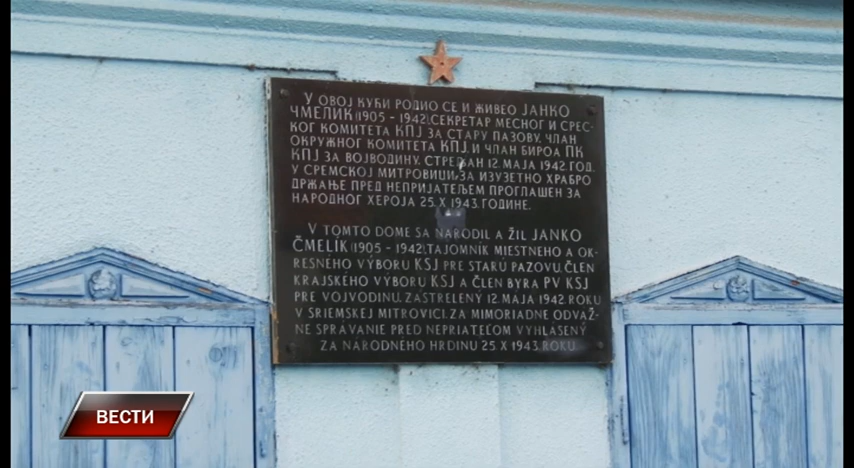 У ОВОЈ КУЋИ РОДИО СЕ И ЖИВЕО ЈАНКО
ЧМЕЛИК (1905 - 1942) СЕКРЕТАР МЕСНОГ И СРЕС-
КОГ КОМИТЕТА КПЈ ЗА СТАРУ ПАЗОВУ, ЧЛАН
ОКРУЖНОГ КОМИТЕТА КПЈ, И ЧЛАН БИРОА ПК
КПЈ ЗА ВОЈВОДИНУ. СТРЕЉАН 12. МАЈА 1942. ГОД.
У СРЕМСКОЈ МИТРОВИЦИ. ЗА ИЗУЗЕТНО ХРАБРО
ДРЖАЊЕ ПРЕД НЕПРИЈАТЕЉЕМ ПРОГЛАШЕН ЗА
НАРОДНОГ ХЕРОЈА 25. X 1943. ГОДИНЕ.
V TOMTO DOME SA NARODIL A ŽIL JANKO
ČMELÍK (1905 - 1942) TAJOMNÍK MIESTNEHO A OK-
RESNEHO VÝBORU KSJ PRE STARÚ PAZOVU, ČLEN
KRAJSKÉHO VÝBORU KSJ A ČLEN BYRA PV KSJ
PRE VOJVODINU. ZASTRELENÝ 12. MAJA 1942. ROKU
V SRIEMSKEJ MITROVICI. ZA MIMORIADNE ODVAŽ-
NE SPRÁVANIE PRED NEPRIATEĽOM VYHLÁSENÝ
ZA NÁRODNÉHO HRDINU 25. X 1943. ROKU
ВЕСТИ